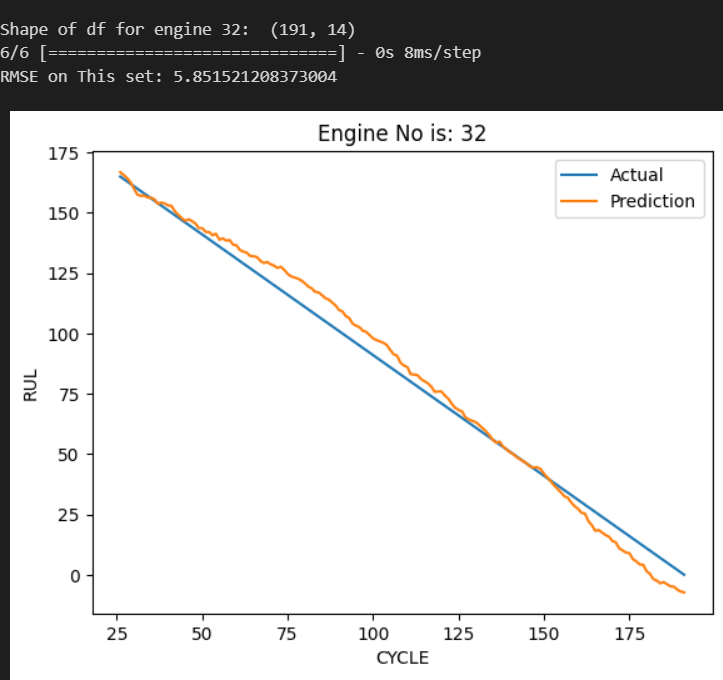 Shape of df for engine 32:  (191, 14)
6/6 [==============================] - 0s 8ms/step
RMSE on This set: 5.851521208373004
Engine No is: 32
Actual
Prediction
175
150
125
100
75
50
25
0
RUL
25 50 75 100 125 150 175
CYCLE